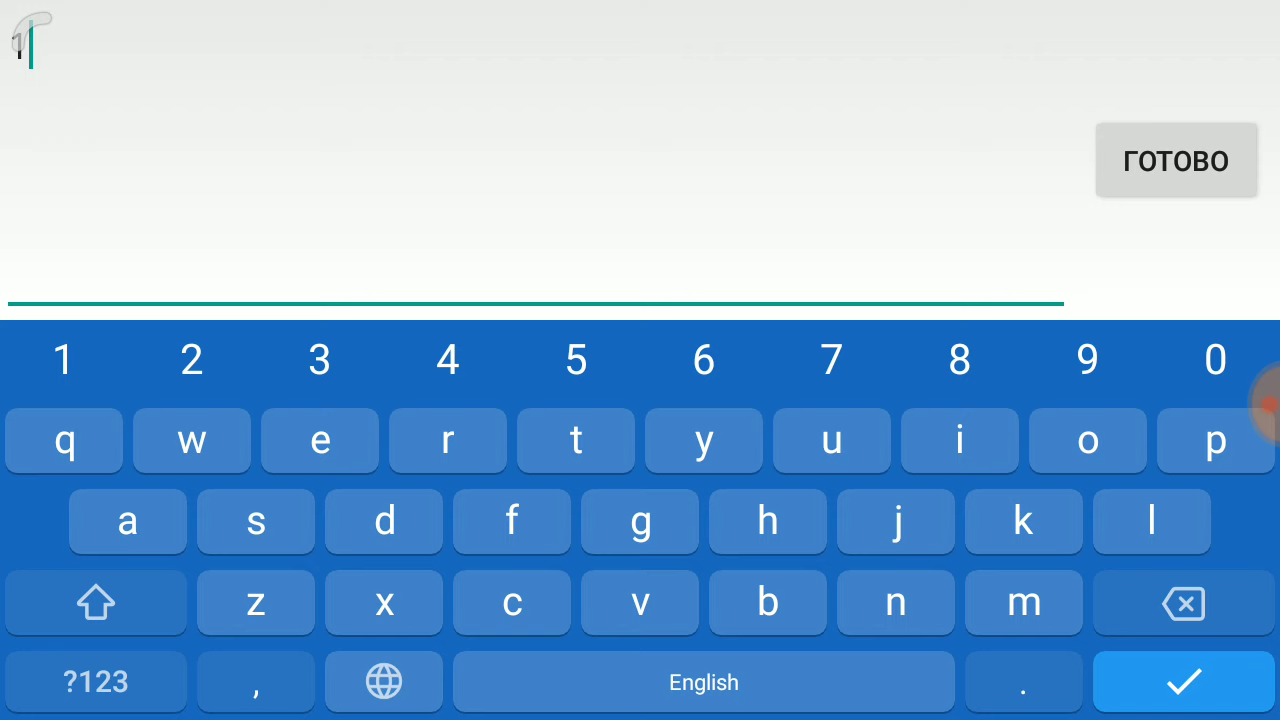 1
ГОТОВО
1 2 3 4 5 6 7 8 9 0
q w e r t y u i o p
a s d f g h j k l
z x c v b n m
?123 , English .